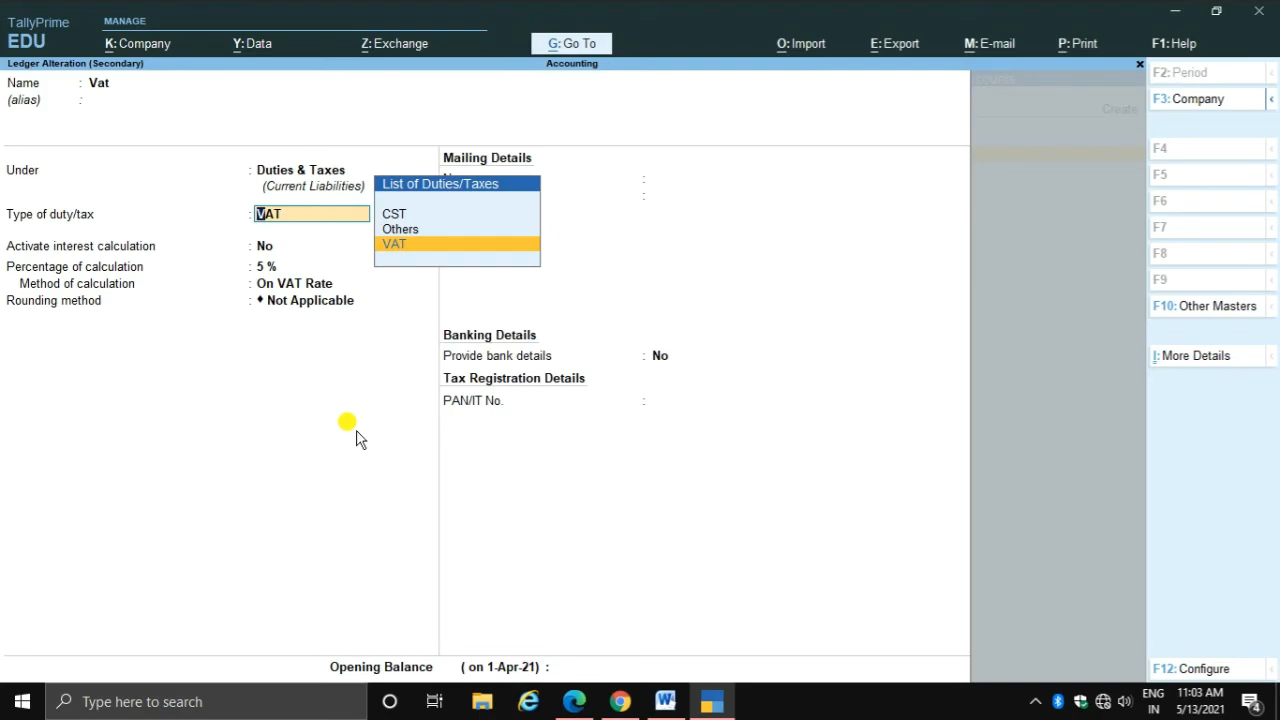 TallyPrime
EDU
MANAGE
K: Company
Y: Data
Z: Exchange
G: Go To
O: Import
E: Export
M: E-mail
P: Print
F1: Help
Ledger Alteration (Secondary)
Accounting
Name : Vat
(alias) :
Under : Duties & Taxes
(Current Liabilities)
Type of duty/tax : VAT
Activate interest calculation : No
Percentage of calculation : 5 %
Method of calculation : On VAT Rate
Rounding method : ♦ Not Applicable
Mailing Details
:
:
List of Duties/Taxes
CST
Others
VAT
Banking Details
Provide bank details : No
Tax Registration Details
PAN/IT No. :
Opening Balance ( on 1-Apr-21) :
Create
F2: Period
F3: Company
F4
F5
F6
F7
F8
F9
F10: Other Masters
I: More Details
F12: Configure
Type here to search
ENG
IN
11:03 AM
5/13/2021
4